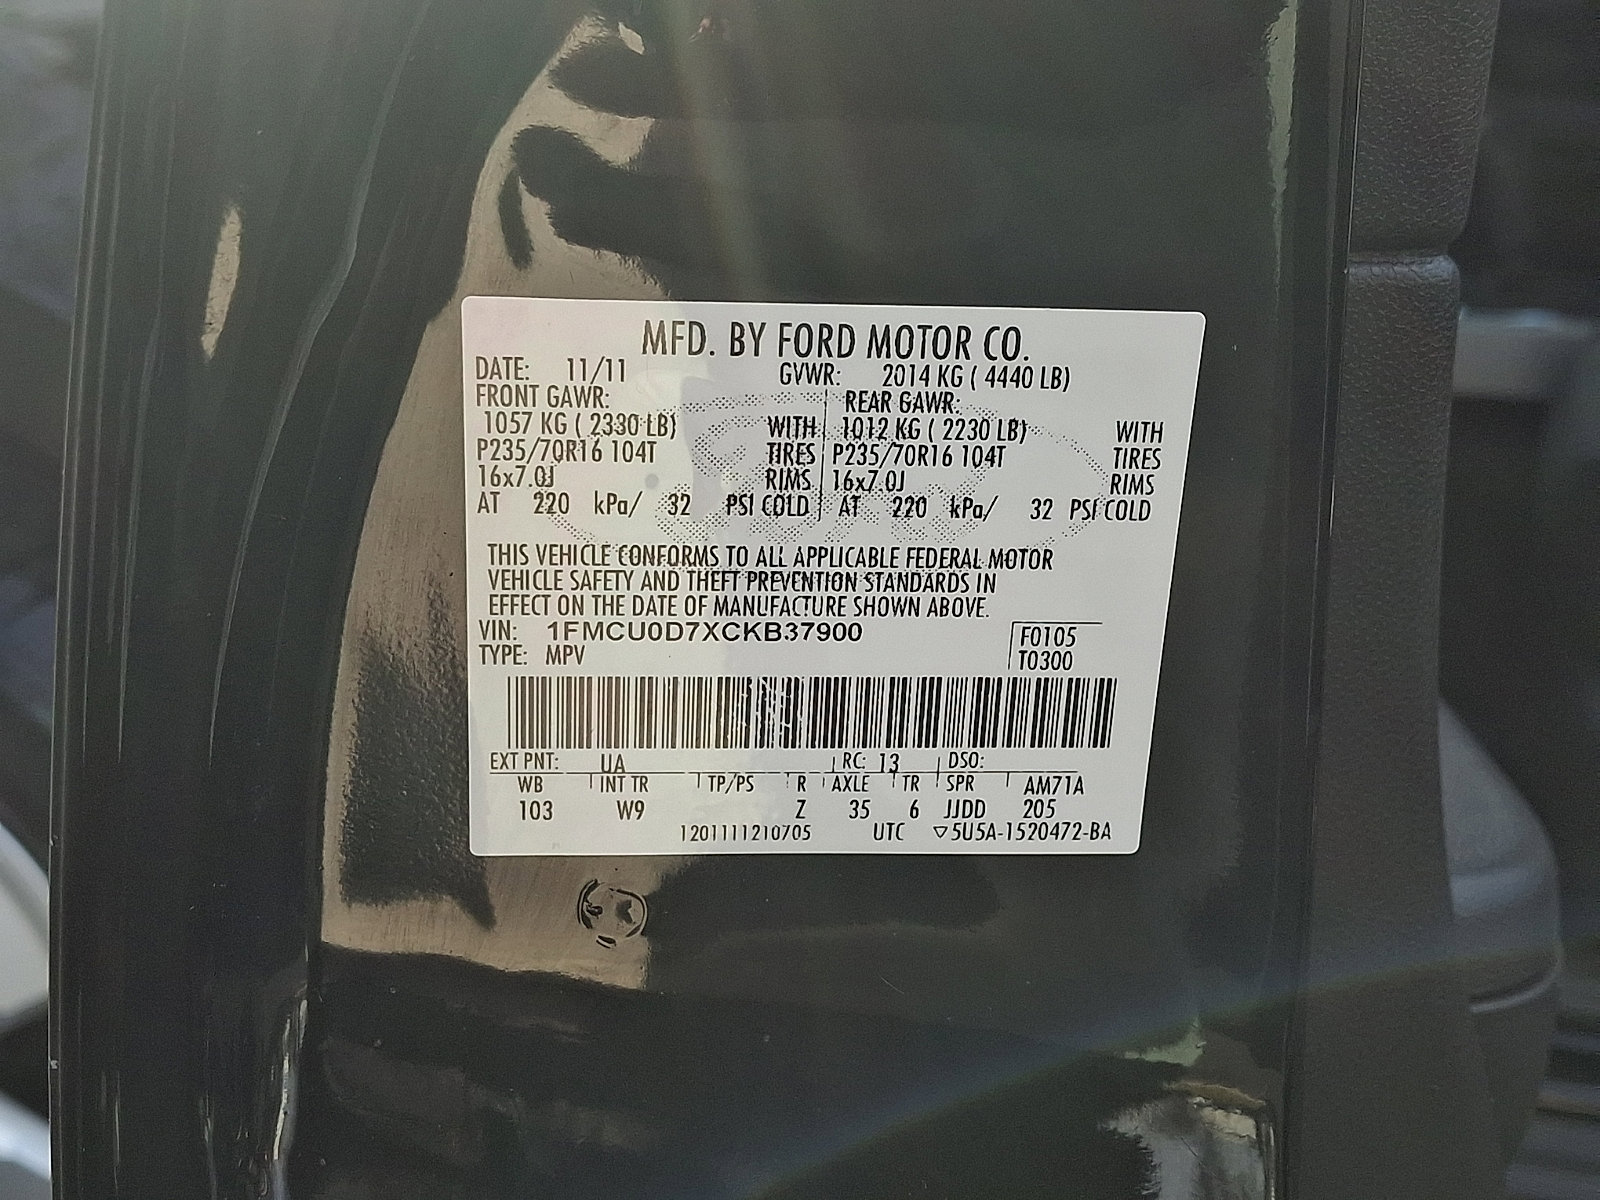 MFD. BY FORD MOTOR CO.
DATE: 11/11 GVWR: 2014 KG ( 4440 LB)
FRONT GAWR: REAR GAWR:
1057 KG ( 2330 LB) WITH 1012 KG ( 2230 LB) WITH
P235/70R16 104T TIRES P235/70R16 104T TIRES
16x7.0J RIMS 16x7.0J RIMS
AT 220 kPa/ 32 PSI COLD AT 220 kPa/ 32 PSI COLD
THIS VEHICLE CONFORMS TO ALL APPLICABLE FEDERAL MOTOR
VEHICLE SAFETY AND THEFT PREVENTION STANDARDS IN
EFFECT ON THE DATE OF MANUFACTURE SHOWN ABOVE.
VIN: 1FMCU0D7XCKB37900 F0105
TYPE: MPV T0300
EXT PNT: UA RC: 13 DSO:
WB INT TR TP/PS R AXLE TR SPR AM71A
103 W9 Z 35 6 JJDD 205
1201111210705 UTC ▽5U5A-1520472-BA